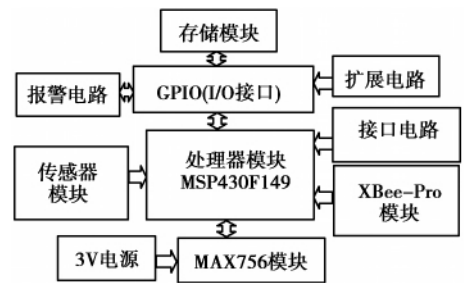 存储模块
报警电路
GPIO(I/O接口)
扩展电路
接口电路
传感器
模块
处理器模块
MSP430F149
XBee-Pro
模块
3V电源
MAX756模块